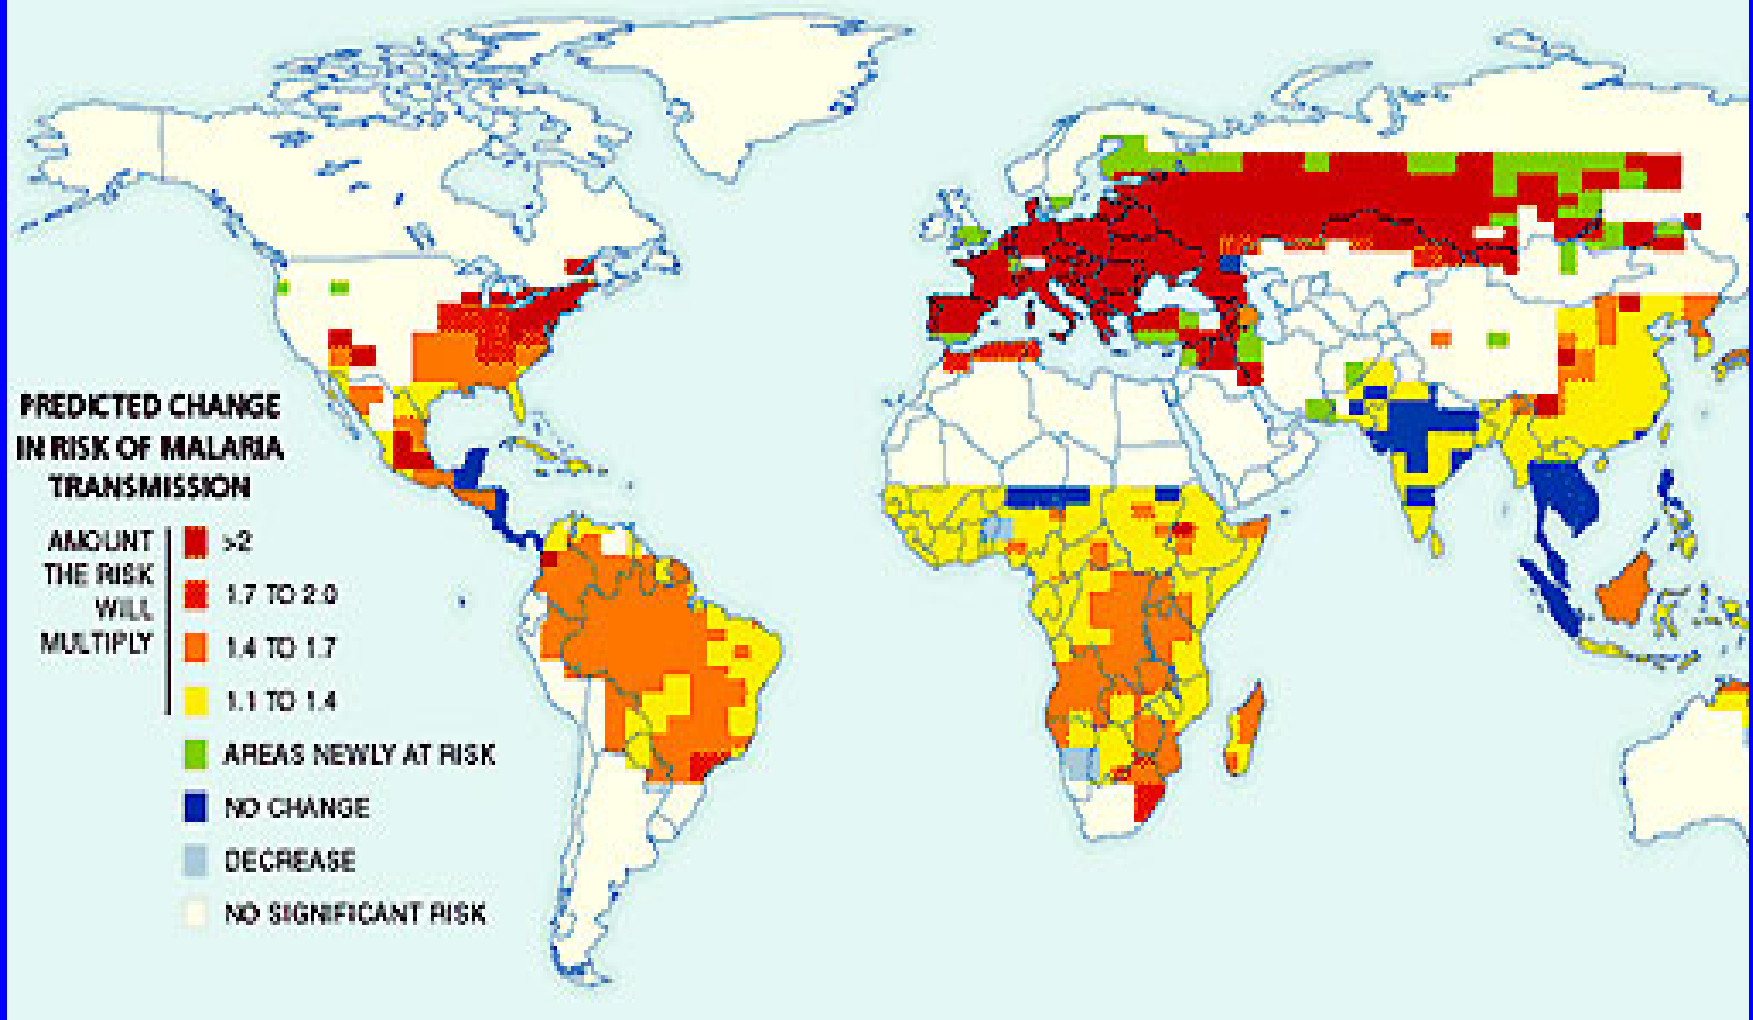 PREDICTED CHANGE
IN RISK OF MALARIA
TRANSMISSION
AMOUNT
THE RISK
WILL
MULTIPLY
>2
1.7 TO 2.0
1.4 TO 1.7
1.1 TO 1.4
AREAS NEWLY AT RISK
NO CHANGE
DECREASE
NO SIGNIFICANT RISK